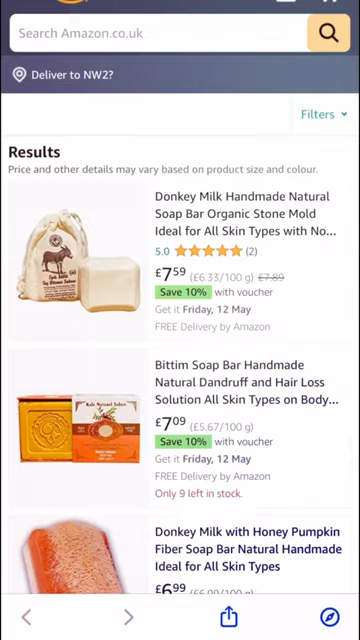 Search Amazon.co.uk
Deliver to NW2?
Filters
Results
Price and other details may vary based on product size and colour.
Donkey Milk Handmade Natural
Soap Bar Organic Stone Mold
Ideal for All Skin Types with No...
5.0 (2)
£7.59 (£6.33/100 g) £7.89
Save 10% with voucher
Get it Friday, 12 May
FREE Delivery by Amazon
Bittim Soap Bar Handmade
Natural Dandruff and Hair Loss
Solution All Skin Types on Body...
£7.09 (£5.67/100 g)
Save 10% with voucher
Get it Friday, 12 May
FREE Delivery by Amazon
Only 9 left in stock.
Donkey Milk with Honey Pumpkin
Fiber Soap Bar Natural Handmade
Ideal for All Skin Types
£6.99 (£6.99/100 g)